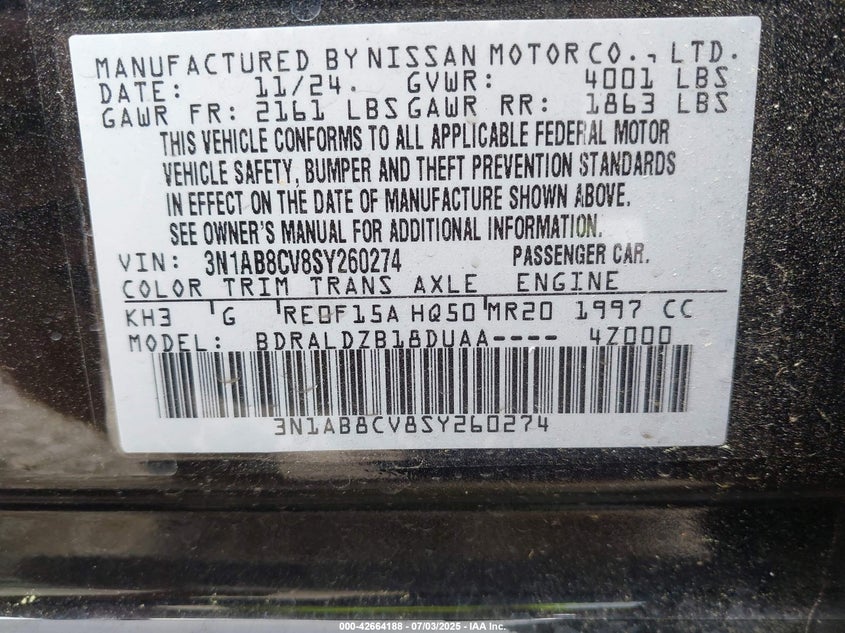 MANUFACTURED BY NISSAN MOTOR CO., LTD.
DATE: 11/24. GVWR: 4001 LBS
GAWR FR: 2161 LBS GAWR RR: 1863 LBS
THIS VEHICLE CONFORMS TO ALL APPLICABLE FEDERAL MOTOR
VEHICLE SAFETY, BUMPER AND THEFT PREVENTION STANDARDS
IN EFFECT ON THE DATE OF MANUFACTURE SHOWN ABOVE.
SEE OWNER'S MANUAL FOR ADDITIONAL INFORMATION.
VIN: 3N1AB8CV8SY260274 PASSENGER CAR.
COLOR TRIM TRANS AXLE ENGINE
KH3 G RE0F15A HQ50 MR20 1997 CC
MODEL: BDRALDZB18DUAA---- 4Z000
3N1AB8CV8SY260274
000-42664188 - 07/03/2025 - IAA Inc.